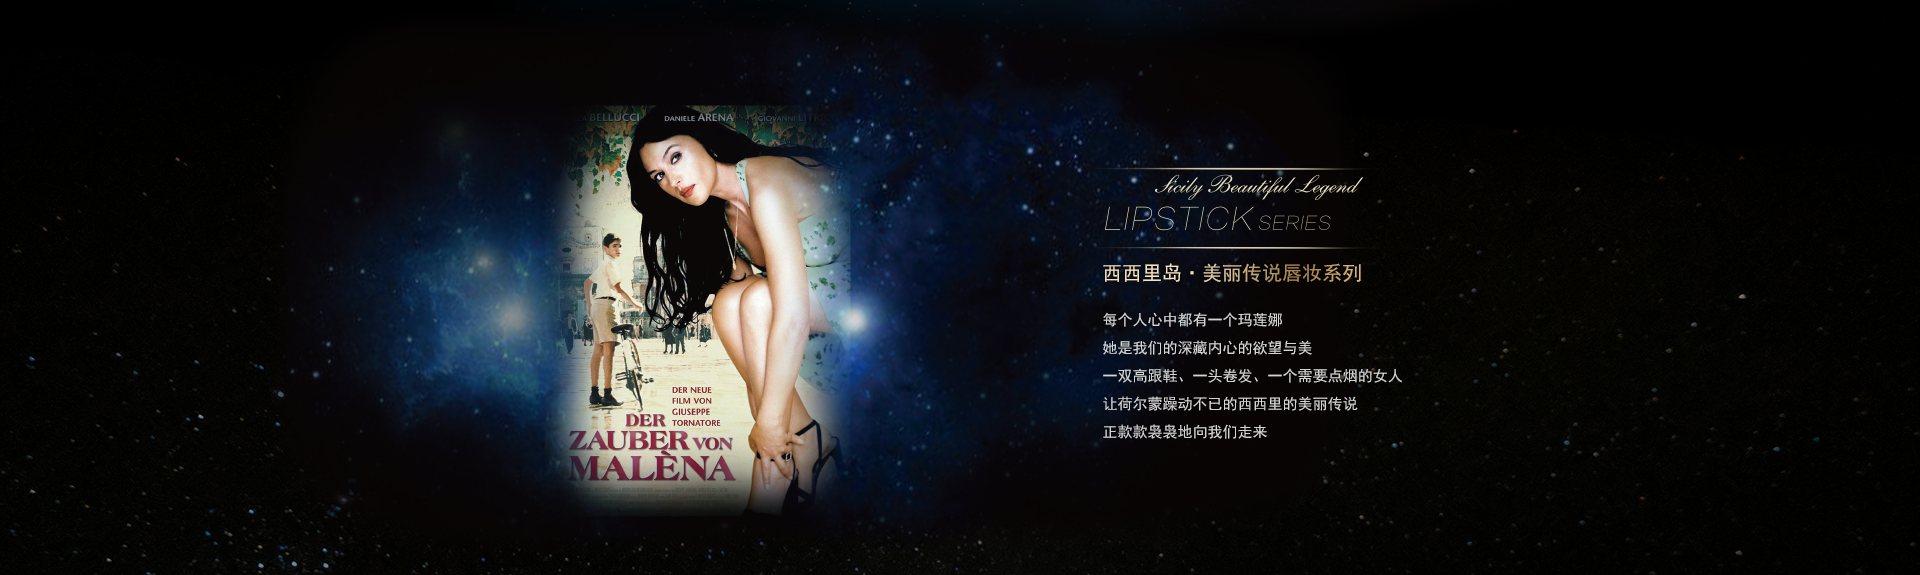 BELLUCCI
DANIELE ARENA
GIOVANNI
DER NEUE
FILM VON
GIUSEPPE
TORNATORE
DER
ZAUBER VON
MALÈNA
Sicily Beautiful Legend
LIPSTICK SERIES
西西里岛·美丽传说唇妆系列
每个人心中都有一个玛莲娜
她是我们的深藏内心的欲望与美
一双高跟鞋、一头卷发、一个需要点烟的女人
让荷尔蒙躁动不已的西西里的美丽传说
正款款袅袅地向我们走来